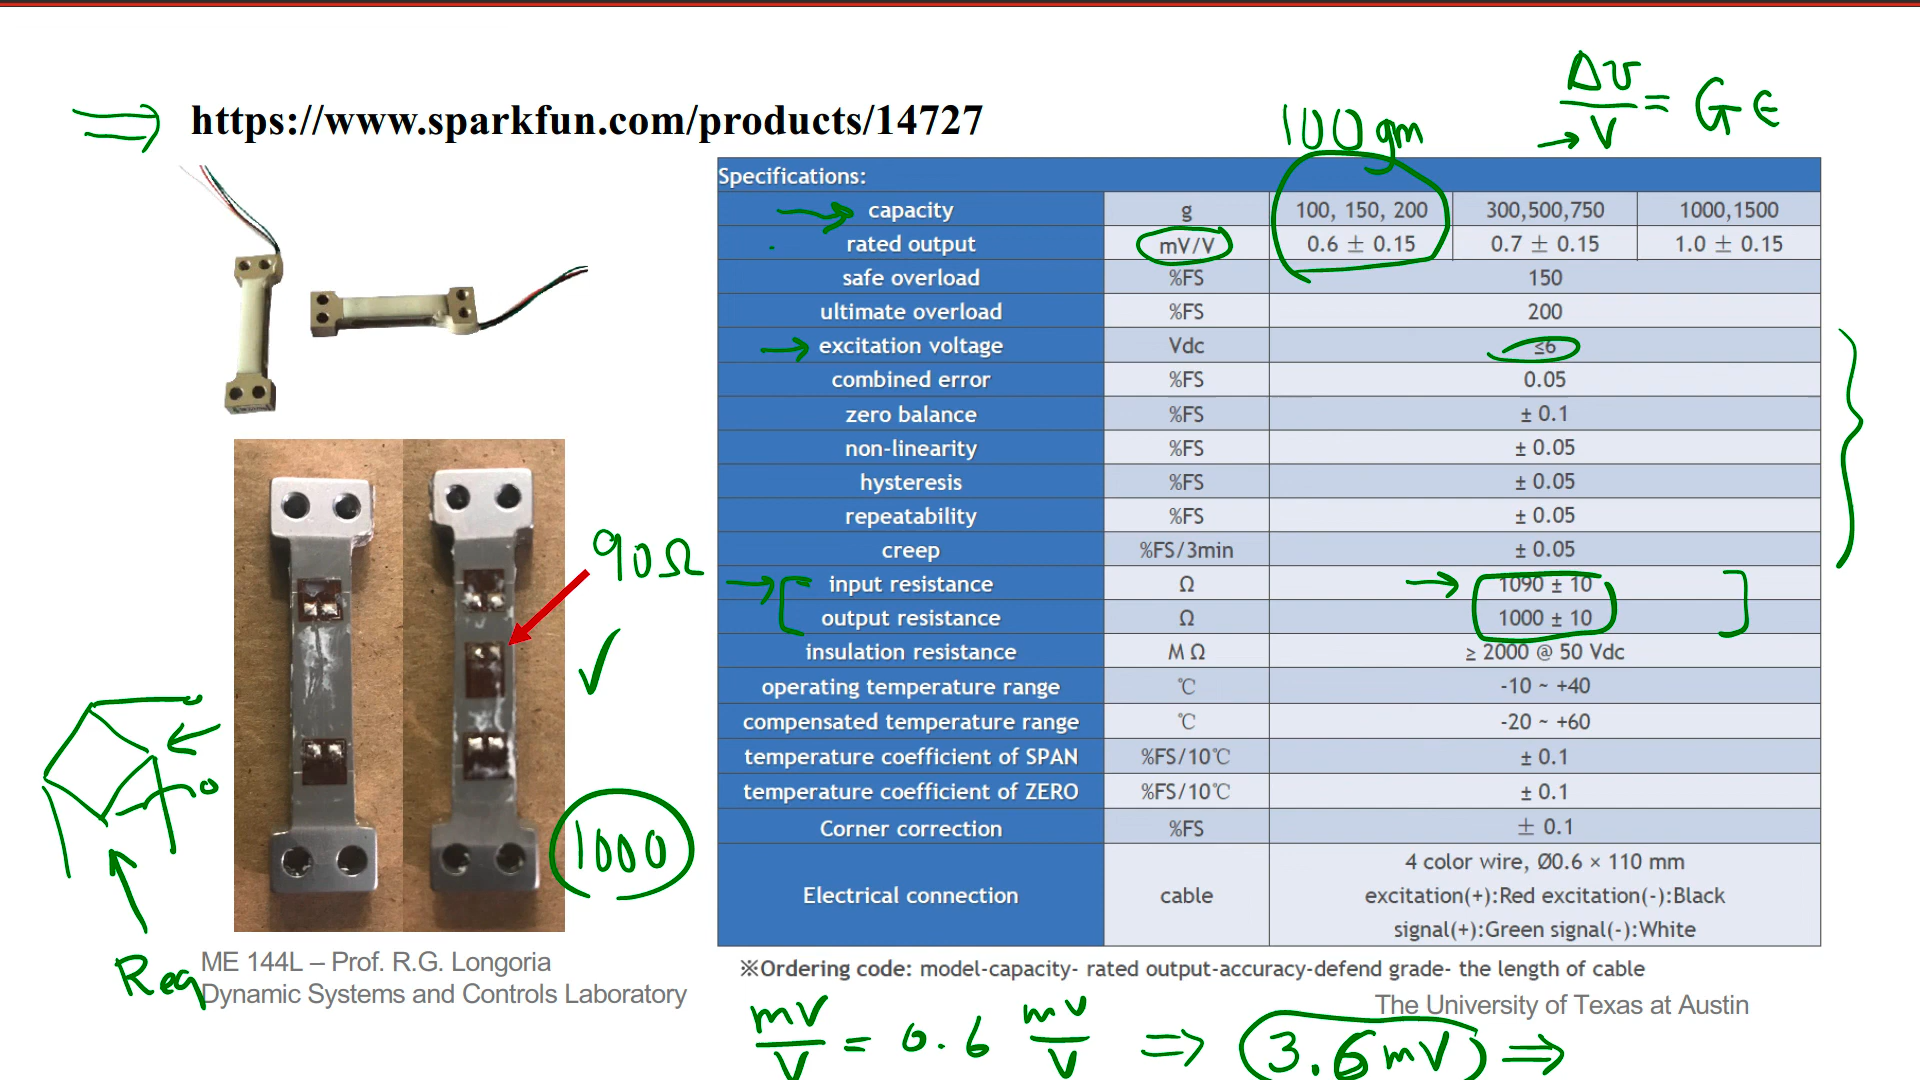 https://www.sparkfun.com/products/14727
Δv/V = Gϵ
100 gm
Specifications:
capacity g 100, 150, 200 300,500,750 1000,1500
rated output mV/V 0.6 ± 0.15 0.7 ± 0.15 1.0 ± 0.15
safe overload %FS 150
ultimate overload %FS 200
excitation voltage Vdc ≤6
combined error %FS 0.05
zero balance %FS ± 0.1
non-linearity %FS ± 0.05
hysteresis %FS ± 0.05
repeatability %FS ± 0.05
creep %FS/3min ± 0.05
input resistance Ω 1090 ± 10
output resistance Ω 1000 ± 10
insulation resistance M Ω ≥ 2000 @ 50 Vdc
operating temperature range ℃ -10 ~ +40
compensated temperature range ℃ -20 ~ +60
temperature coefficient of SPAN %FS/10℃ ± 0.1
temperature coefficient of ZERO %FS/10℃ ± 0.1
Corner correction %FS ± 0.1
Electrical connection cable 4 color wire, Ø0.6 × 110 mm
excitation(+):Red excitation(-):Black
signal(+):Green signal(-):White
※Ordering code: model-capacity- rated output-accuracy-defend grade- the length of cable
90Ω
1000
Req
ME 144L – Prof. R.G. Longoria
Dynamic Systems and Controls Laboratory
The University of Texas at Austin
mV/V = 0.6 mV/V ⇒ 3.6mV ⇒